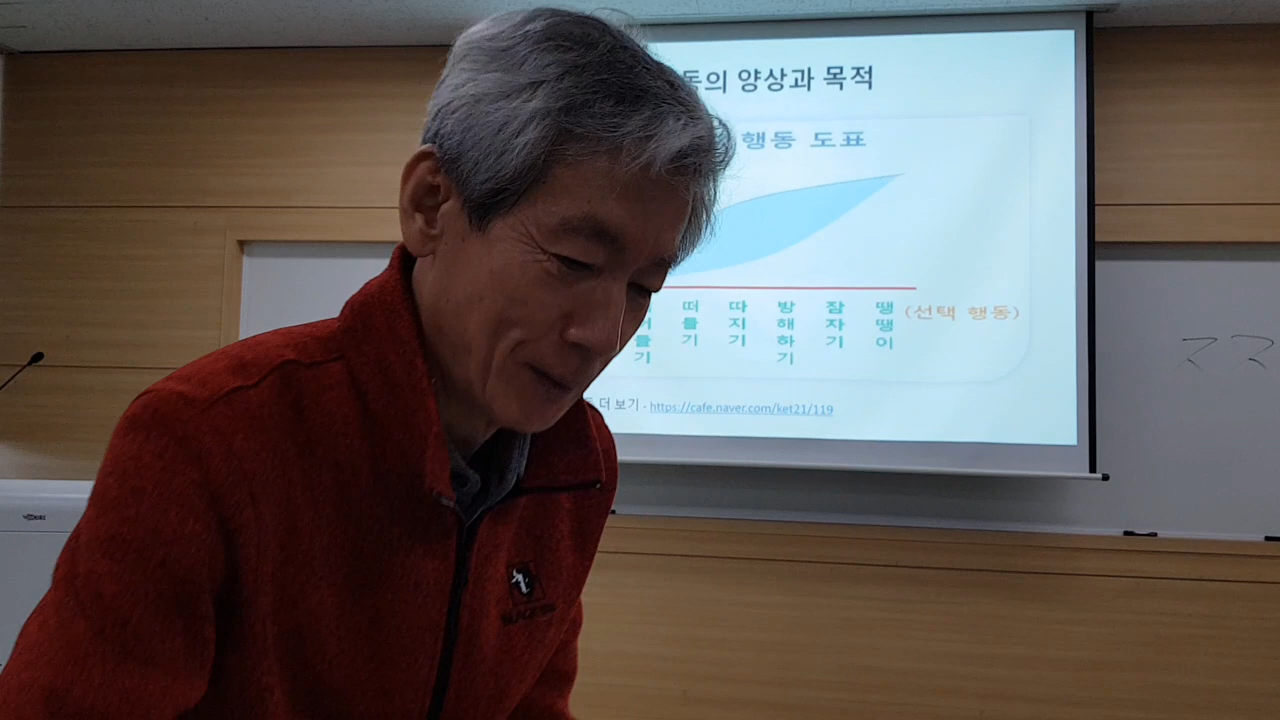 동의 양상과 목적
행동 도표
떠들기
따지기
방해하기
잠자기
땡땡이
(선택 행동)
더 보기 - https://cafe.naver.com/ket21/119